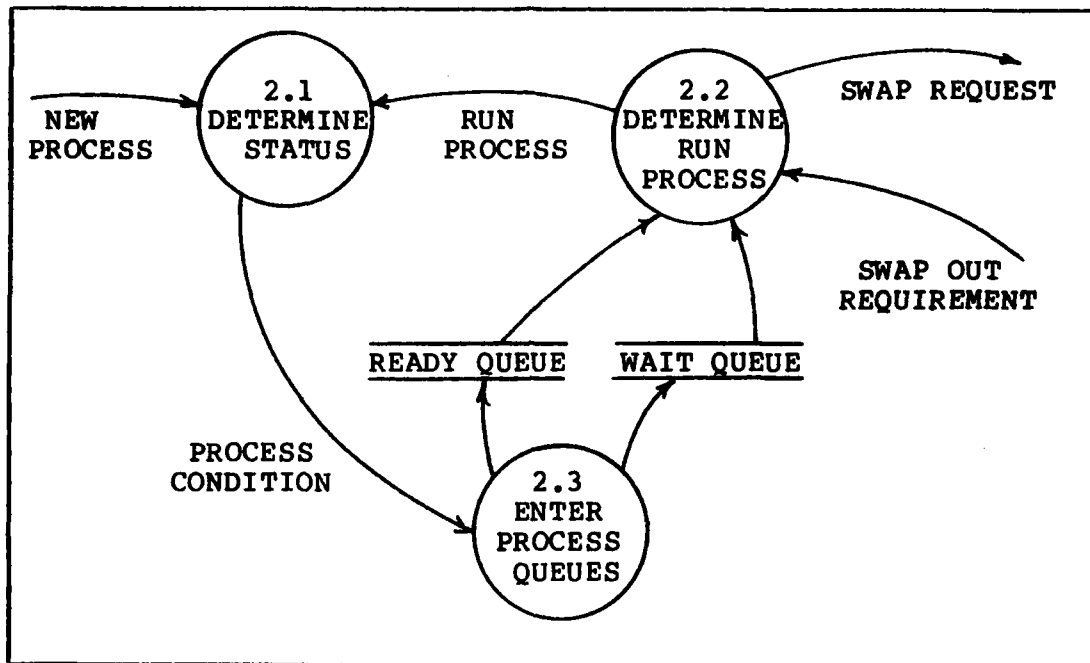 2.1
DETERMINE
STATUS
2.2
DETERMINE
RUN
PROCESS
SWAP REQUEST
NEW
PROCESS
RUN
PROCESS
SWAP OUT
REQUIREMENT
READY QUEUE
WAIT QUEUE
PROCESS
CONDITION
2.3
ENTER
PROCESS
QUEUES